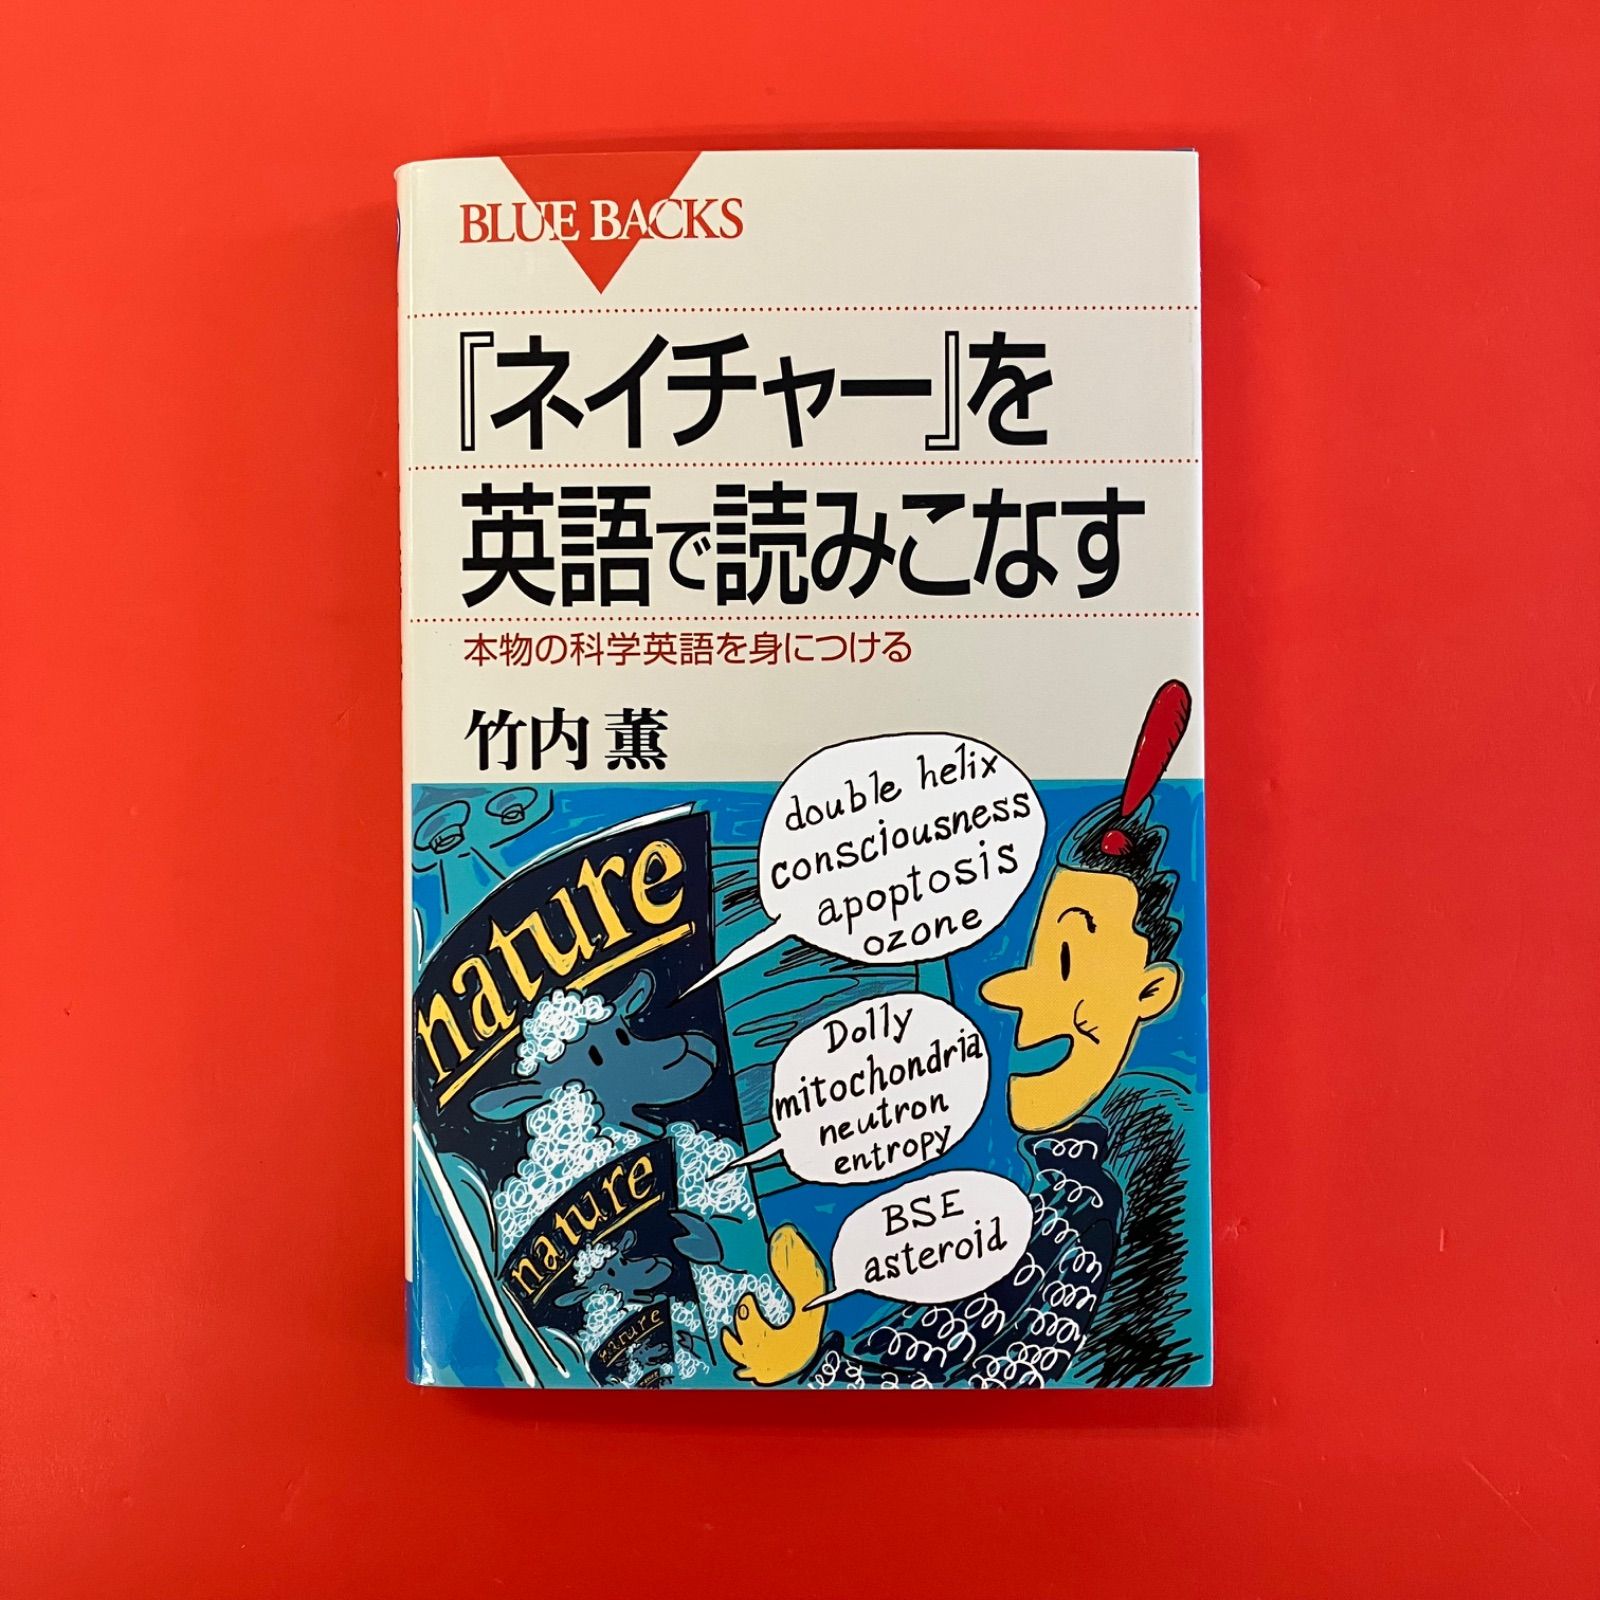 BLUE BACKS
『ネイチャー』を
英語で読みこなす
本物の科学英語を身につける
竹内 薫
double helix
consciousness
apoptosis
ozone
nature
Dolly
mitochondria
neutron
entropy
nature
BSE
asteroid
nature
nature